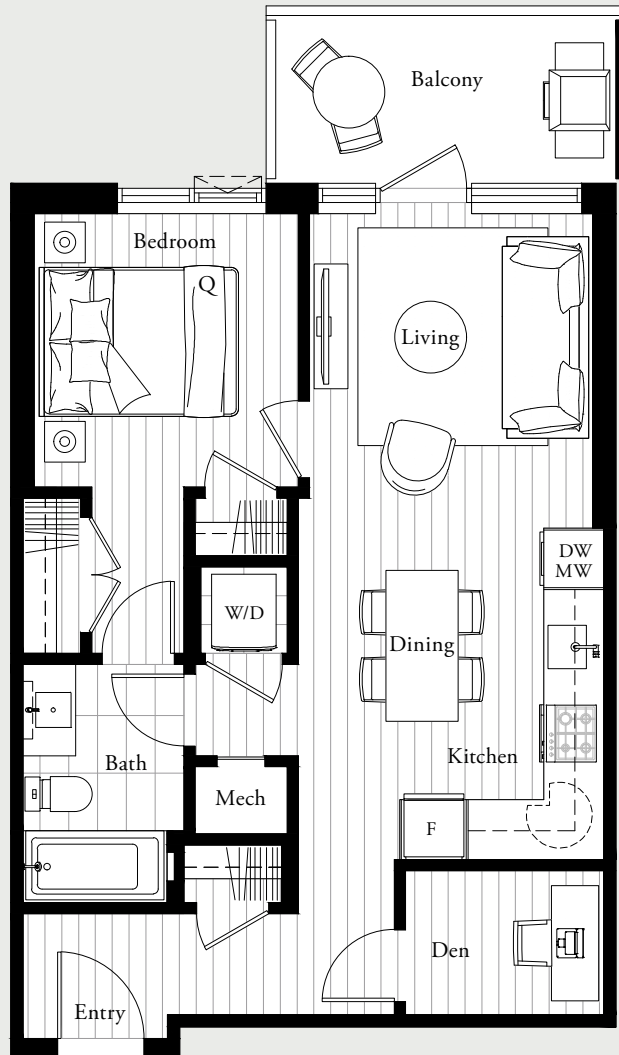 Balcony
Bedroom
Q
Living
DW
MW
W/D
Dining
Kitchen
Bath
Mech
F
Den
Entry